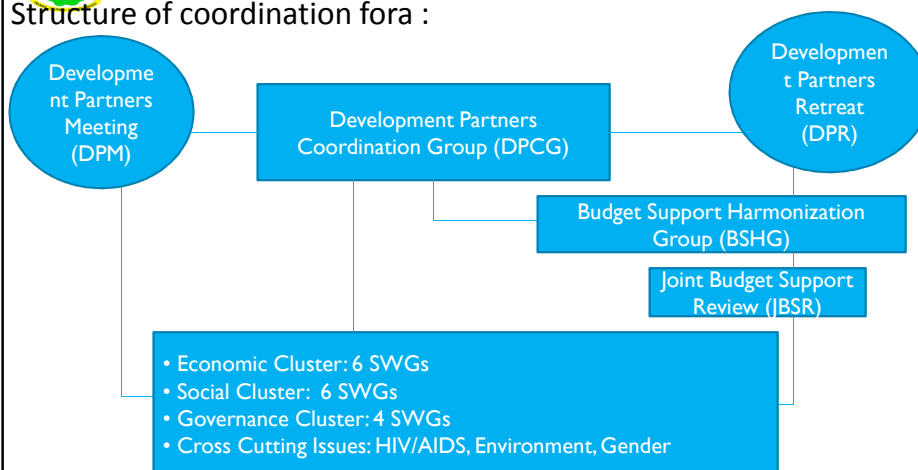 Structure of coordination fora :
Developme
nt Partners
Meeting
(DPM)
Development Partners
Coordination Group (DPCG)
Developmen
t Partners
Retreat
(DPR)
Budget Support Harmonization
Group (BSHG)
Joint Budget Support
Review (JBSR)
• Economic Cluster: 6 SWGs
• Social Cluster: 6 SWGs
• Governance Cluster: 4 SWGs
• Cross Cutting Issues: HIV/AIDS, Environment, Gender